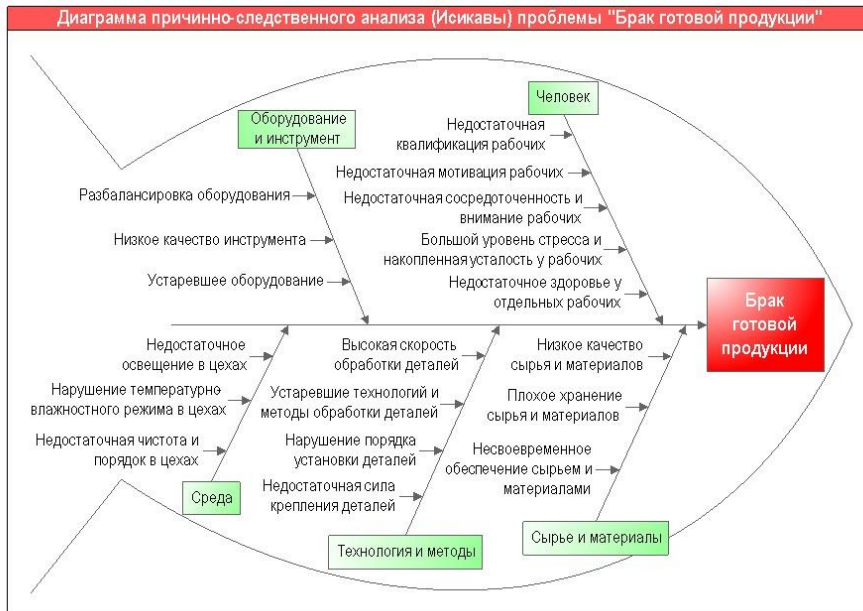 Диаграмма причинно-следственного анализа (Исикавы) проблемы "Брак готовой продукции"
Оборудование
и инструмент
Разбалансировка оборудования
Низкое качество инструмента
Устаревшее оборудование
Человек
Недостаточная
квалификация рабочих
Недостаточная мотивация рабочих
Недостаточная сосредоточенность и
внимание рабочих
Большой уровень стресса и
накопленная усталость у рабочих
Недостаточное здоровье у
отдельных рабочих
Брак
готовой
продукции
Недостаточное
освещение в цехах
Нарушение температурно-
влажностного режима в цехах
Недостаточная чистота и
порядок в цехах
Среда
Высокая скорость
обработки деталей
Устаревшие технологий и
методы обработки деталей
Нарушение порядка
установки деталей
Недостаточная сила
крепления деталей
Технология и методы
Низкое качество
сырья и материалов
Плохое хранение
сырья и материалов
Несвоевременное
обеспечение сырьем и
материалами
Сырье и материалы